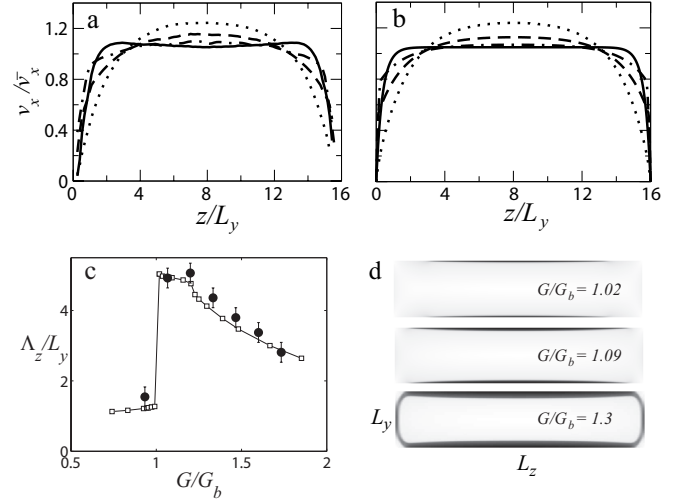 a
1.2
0.8
0.4
0
v_x/v̄_x
0 4 8 12 16
z/L_y
b
0 4 8 12 16
z/L_y
c
4
2
0
Λ_z/L_y
0.5 1 1.5 2
G/G_b
d
G/G_b = 1.02
G/G_b = 1.09
G/G_b = 1.3
L_y
L_z